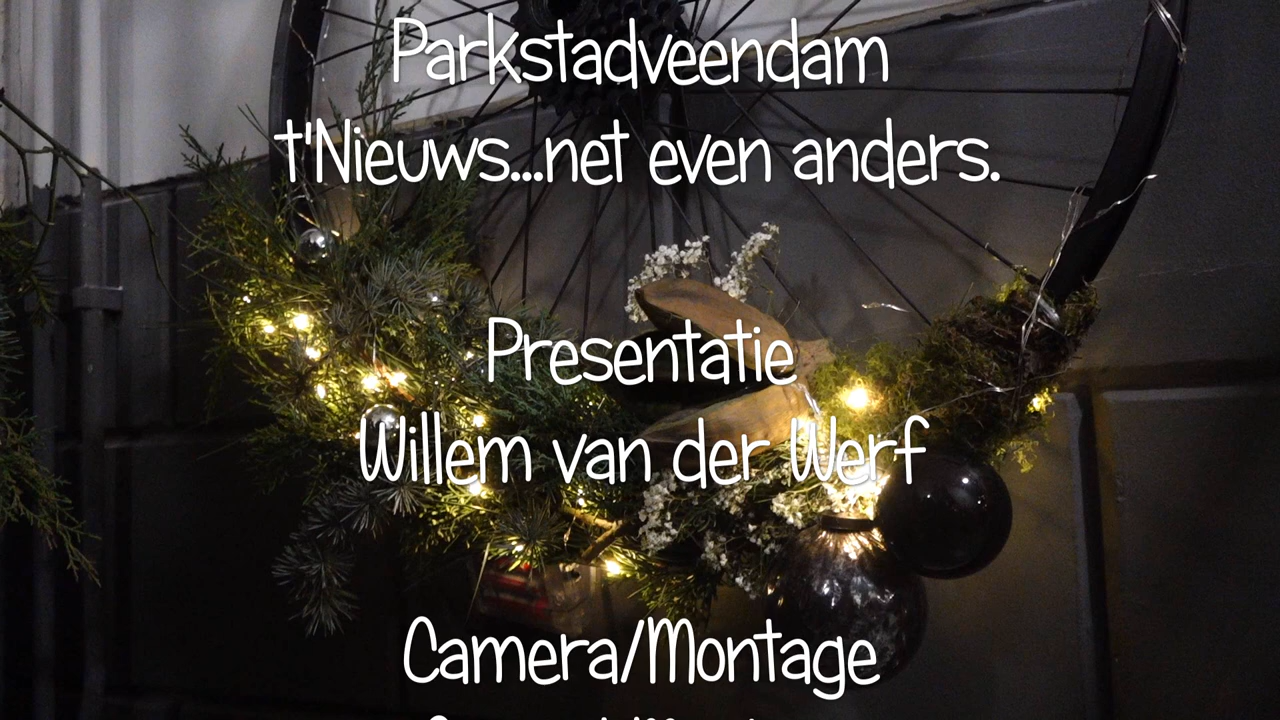 Parkstadveendam
t'Nieuws...net even anders.
Presentatie
Willem van der Werf
Camera/Montage